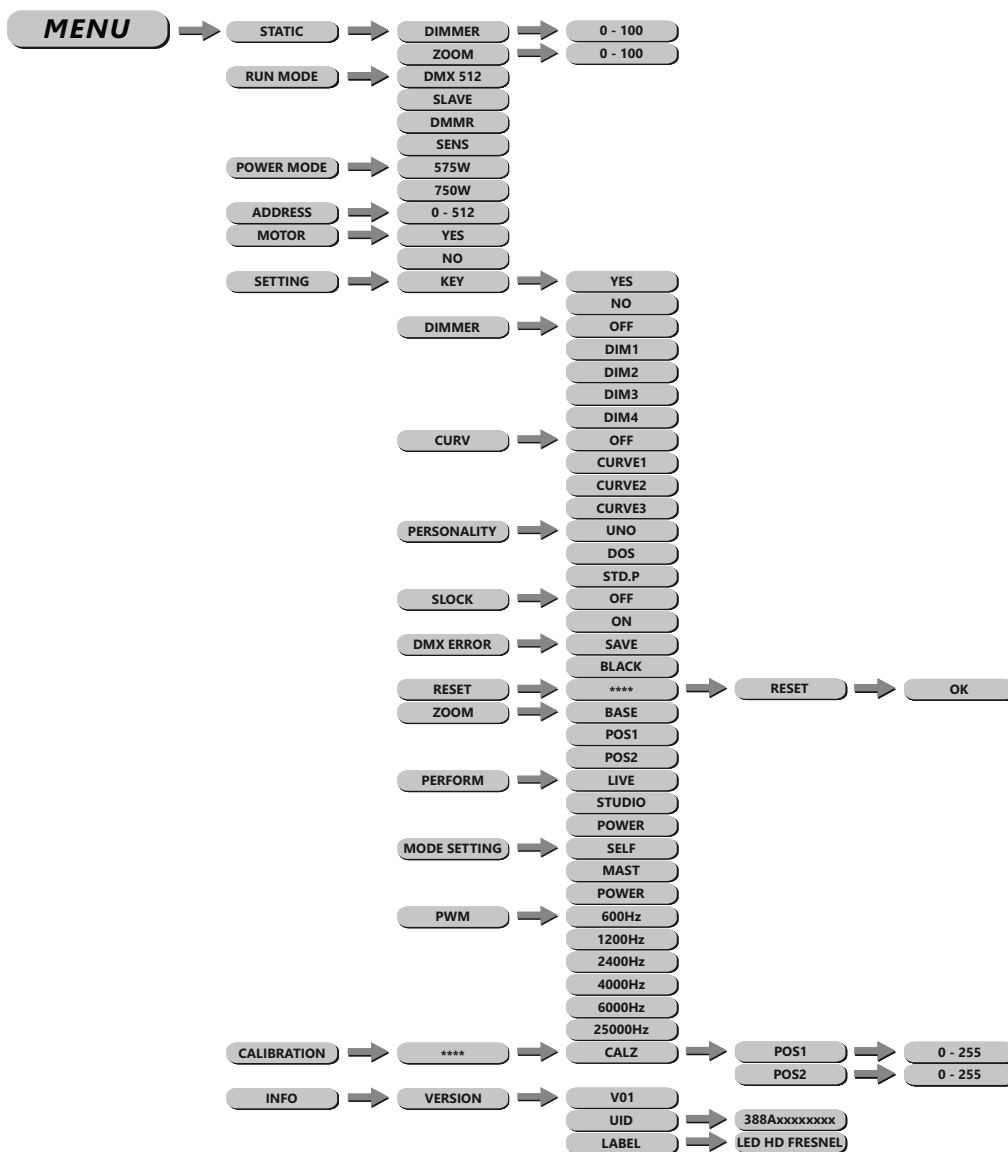 MENU STATIC DIMMER 0 - 100
ZOOM 0 - 100
RUN MODE DMX 512
SLAVE
DMMR
SENS
POWER MODE 575W
750W
ADDRESS 0 - 512
MOTOR YES
NO
SETTING KEY YES
NO
DIMMER OFF
DIM1
DIM2
DIM3
DIM4
CURV OFF
CURVE1
CURVE2
CURVE3
PERSONALITY UNO
DOS
STD.P
SLOCK OFF
ON
DMX ERROR SAVE
BLACK
RESET **** RESET OK
ZOOM BASE
POS1
POS2
PERFORM LIVE
STUDIO
POWER
MODE SETTING SELF
MAST
POWER
PWM 600Hz
1200Hz
2400Hz
4000Hz
6000Hz
25000Hz
CALIBRATION **** CALZ POS1 0 - 255
POS2 0 - 255
INFO VERSION V01
UID 388Axxxxxxxx
LABEL LED HD FRESNEL